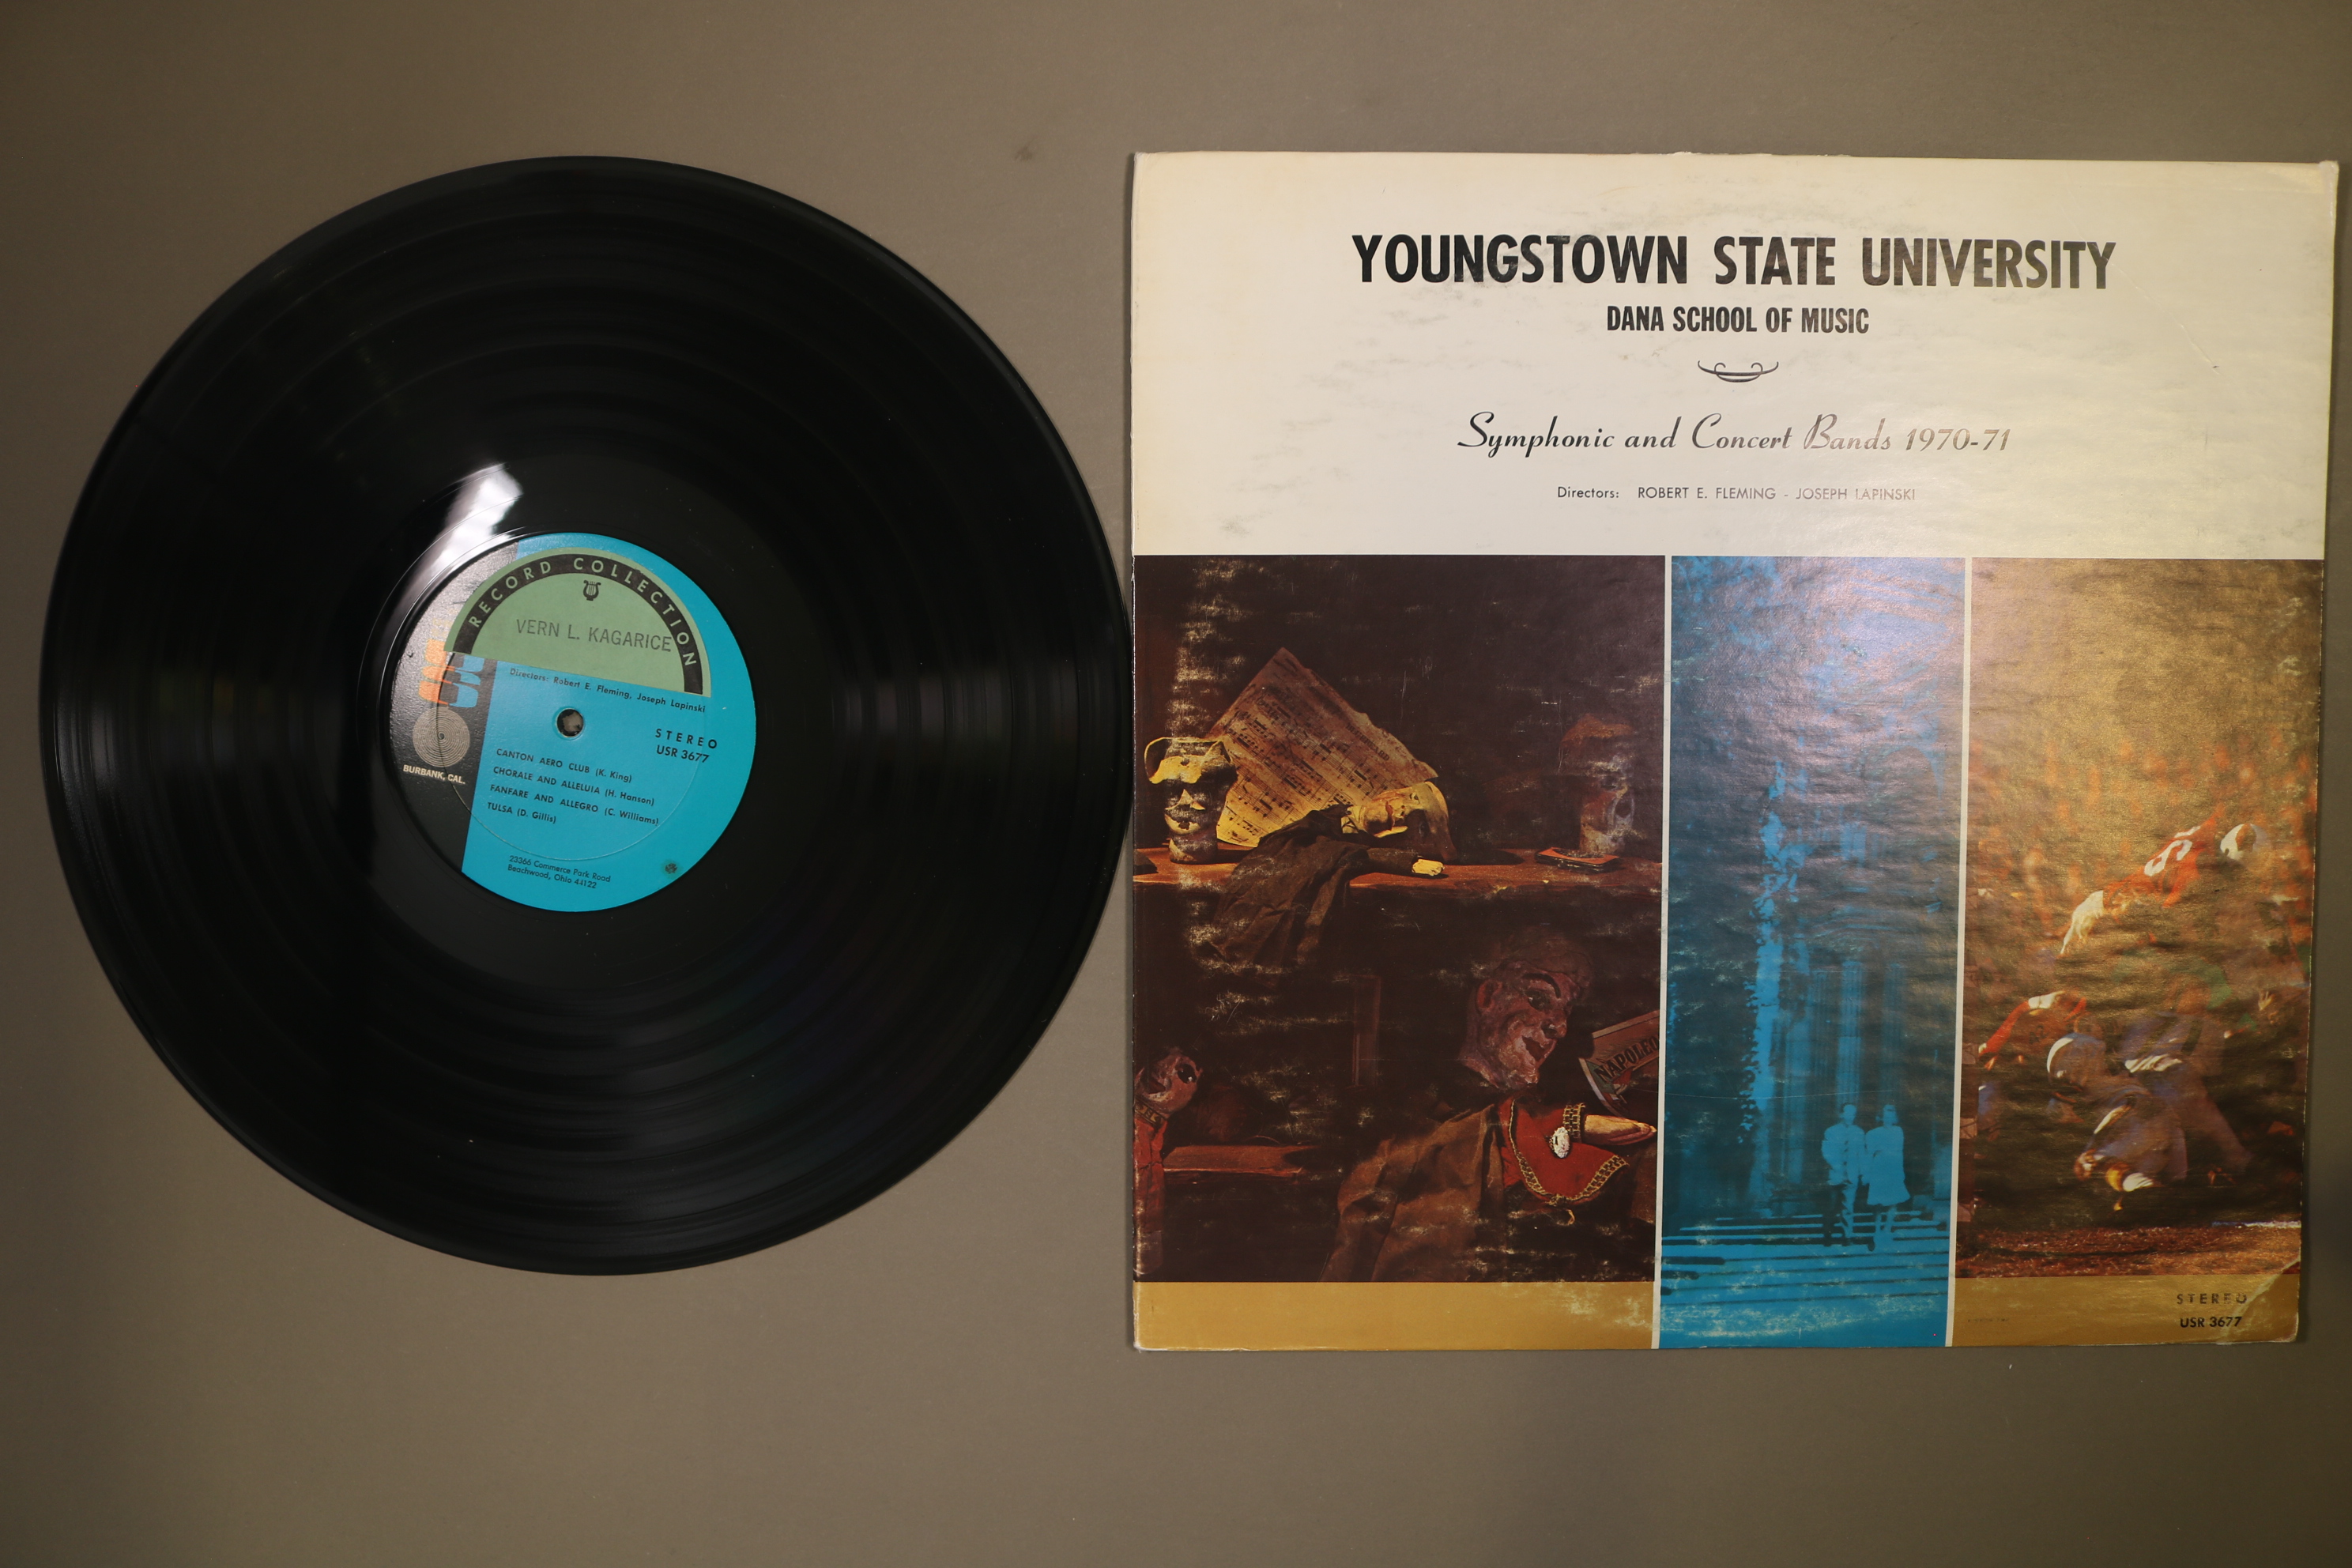 RECORD COLLECTION
VERN L. KAGARICE
Directors: Robert E. Fleming, Joseph Lapinski
STEREO
USR 3677
CANTON AERO CLUB (K. King)
CHORALE AND ALLELUIA (H. Hanson)
FANFARE AND ALLEGRO (C. Williams)
TULSA (D. Gillis)
BURBANK, CAL.
23366 Commerce Park Road
Beachwood, Ohio 44122
YOUNGSTOWN STATE UNIVERSITY
DANA SCHOOL OF MUSIC
Symphonic and Concert Bands 1970-71
Directors: ROBERT E. FLEMING - JOSEPH LAPINSKI
STEREO
USR 3677